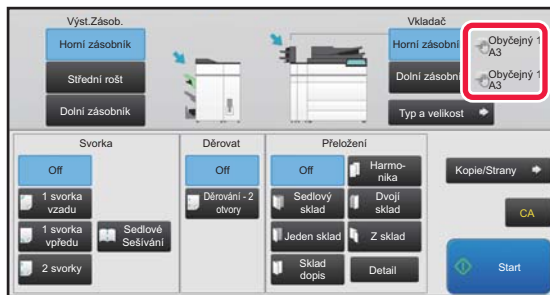 Výst.Zásob.
Vkladač
Horní zásobník
Střední rošt
Dolní zásobník
Horní zásobní
Obyčejný 1
A3
Dolní zásobní
Obyčejný 1
A3
Typ a velikost
Svorka
Děrovat
Přeložení
Off
1 svorka
vzadu
1 svorka
vpředu
Sedlové
Sešívání
2 svorky
Off
Děrování - 2
otvory
Off
Harmo-
nika
Sedlový
sklad
Dvojí
sklad
Jeden sklad
Z sklad
Sklad
dopis
Detail
Kopie/Strany
CA
Start